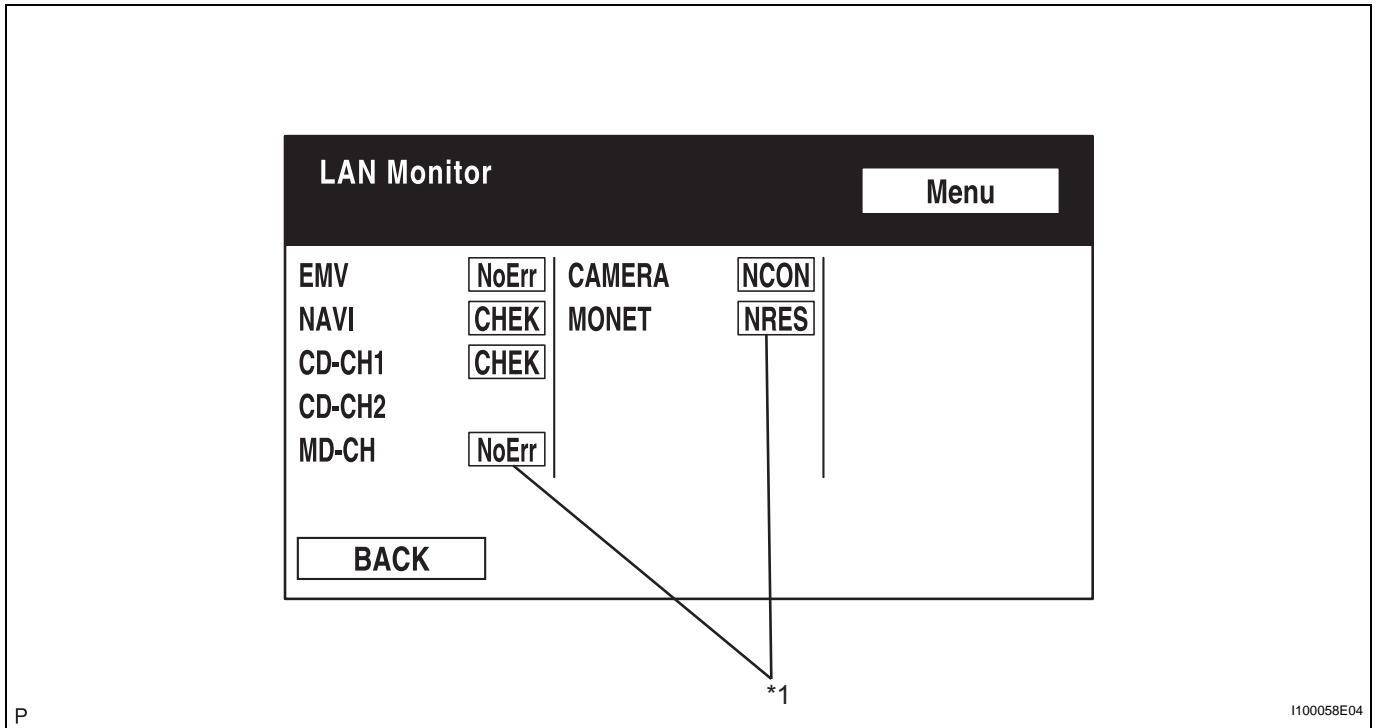 LAN Monitor
Menu
EMV NoErr CAMERA NCON
NAVI CHEK MONET NRES
CD-CH1 CHEK
CD-CH2
MD-CH NoErr
BACK
*1
P I100058E04